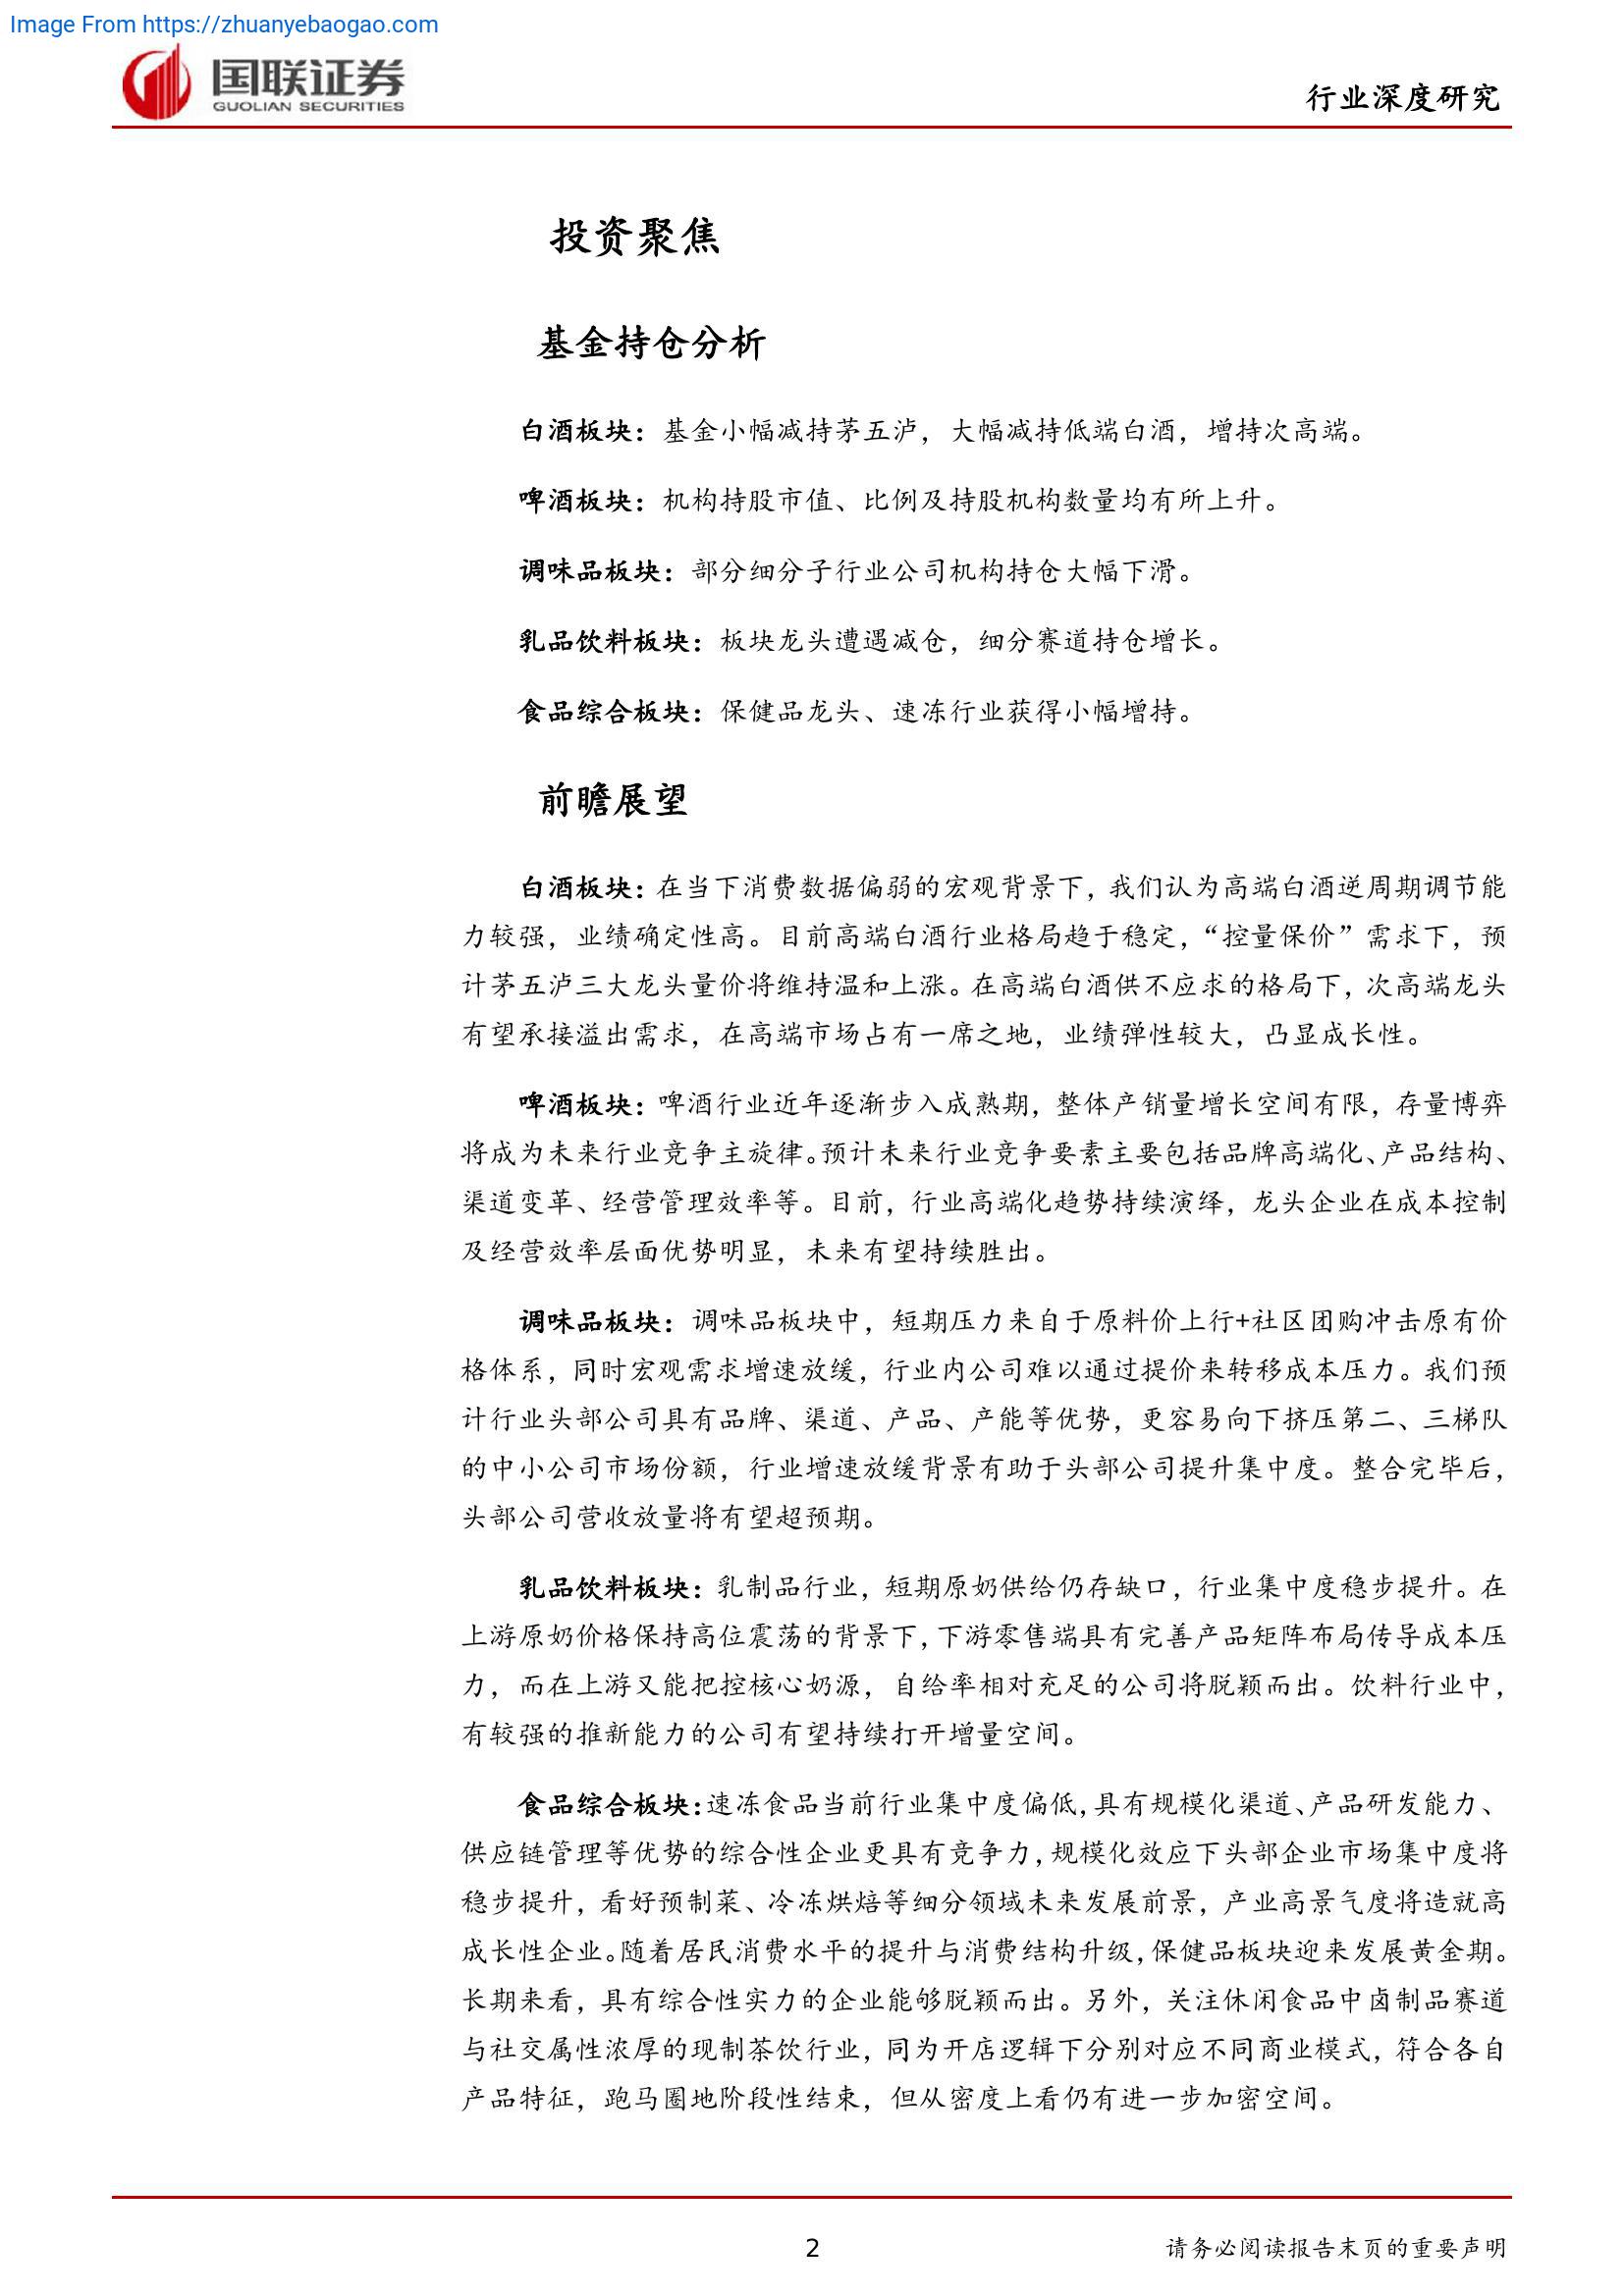 Image From https://zhuanyebaogao.com
国联证券
GUOLIAN SECURITIES
行业深度研究
投资聚焦
基金持仓分析
白酒板块：基金小幅减持茅五泸，大幅减持低端白酒，增持次高端。
啤酒板块：机构持股市值、比例及持股机构数量均有所上升。
调味品板块：部分细分子行业公司机构持仓大幅下滑。
乳品饮料板块：板块龙头遭遇减仓，细分赛道持仓增长。
食品综合板块：保健品龙头、速冻行业获得小幅增持。
前瞻展望
白酒板块：在当下消费数据偏弱的宏观背景下，我们认为高端白酒逆周期调节能
力较强，业绩确定性高。目前高端白酒行业格局趋于稳定，“控量保价”需求下，预
计茅五泸三大龙头量价将维持温和上涨。在高端白酒供不应求的格局下，次高端龙头
有望承接溢出需求，在高端市场占有一席之地，业绩弹性较大，凸显成长性。
啤酒板块：啤酒行业近年逐渐步入成熟期，整体产销量增长空间有限，存量博弈
将成为未来行业竞争主旋律。预计未来行业竞争要素主要包括品牌高端化、产品结构、
渠道变革、经营管理效率等。目前，行业高端化趋势持续演绎，龙头企业在成本控制
及经营效率层面优势明显，未来有望持续胜出。
调味品板块：调味品板块中，短期压力来自于原料价上行+社区团购冲击原有价
格体系，同时宏观需求增速放缓，行业内公司难以通过提价来转移成本压力。我们预
计行业头部公司具有品牌、渠道、产品、产能等优势，更容易向下挤压第二、三梯队
的中小公司市场份额，行业增速放缓背景有助于头部公司提升集中度。整合完毕后，
头部公司营收放量将有望超预期。
乳品饮料板块：乳制品行业，短期原奶供给仍存缺口，行业集中度稳步提升。在
上游原奶价格保持高位震荡的背景下，下游零售端具有完善产品矩阵布局传导成本压
力，而在上游又能把控核心奶源，自给率相对充足的公司将脱颖而出。饮料行业中，
有较强的推新能力的公司有望持续打开增量空间。
食品综合板块：速冻食品当前行业集中度偏低，具有规模化渠道、产品研发能力、
供应链管理等优势的综合性企业更具有竞争力，规模化效应下头部企业市场集中度将
稳步提升，看好预制菜、冷冻烘焙等细分领域未来发展前景，产业高景气度将造就高
成长性企业。随着居民消费水平的提升与消费结构升级，保健品板块迎来发展黄金期。
长期来看，具有综合性实力的企业能够脱颖而出。另外，关注休闲食品中卤制品赛道
与社交属性浓厚的现制茶饮行业，同为开店逻辑下分别对应不同商业模式，符合各自
产品特征，跑马圈地阶段性结束，但从密度上看仍有进一步加密空间。
2
请务必阅读报告末页的重要声明